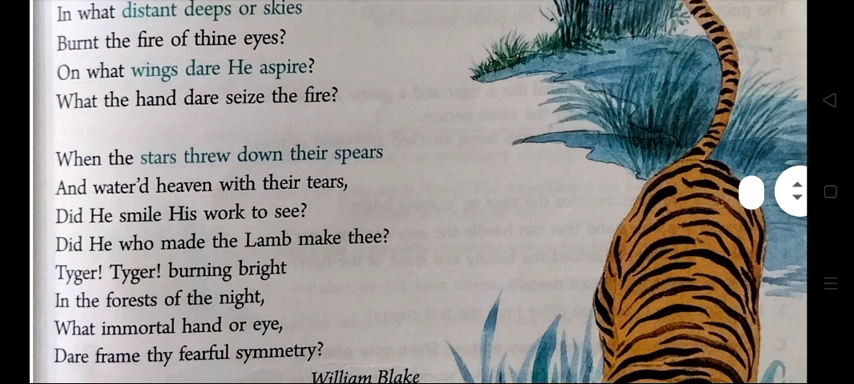 In what distant deeps or skies
Burnt the fire of thine eyes?
On what wings dare He aspire?
What the hand dare seize the fire?
When the stars threw down their spears
And water'd heaven with their tears,
Did He smile His work to see?
Did He who made the Lamb make thee?
Tyger! Tyger! burning bright
In the forests of the night,
What immortal hand or eye,
Dare frame thy fearful symmetry?
William Blake